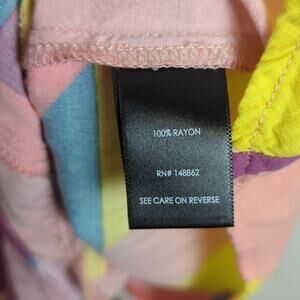 100% RAYON
RN# 148862
SEE CARE ON REVERSE